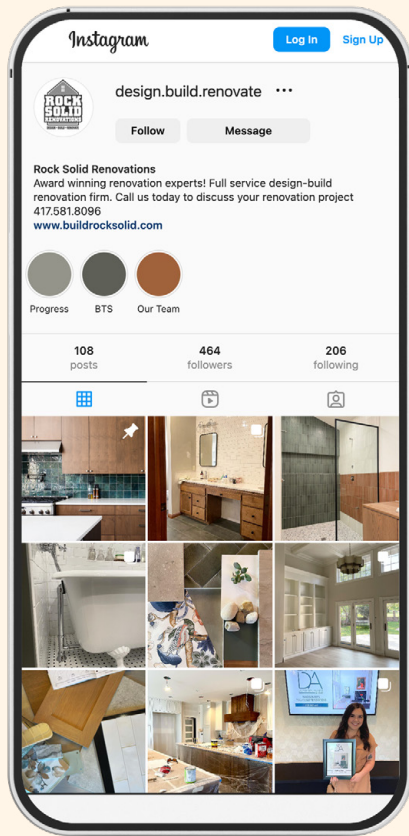 Instagram
Log In
Sign Up
ROCK
SOLID
RENOVATIONS
design.build.renovate
Follow
Message
Rock Solid Renovations
Award winning renovation experts! Full service design-build
renovation firm. Call us today to discuss your renovation project
417.581.8096
www.buildrocksolid.com
Progress
BTS
Our Team
108
posts
464
followers
206
following
DA